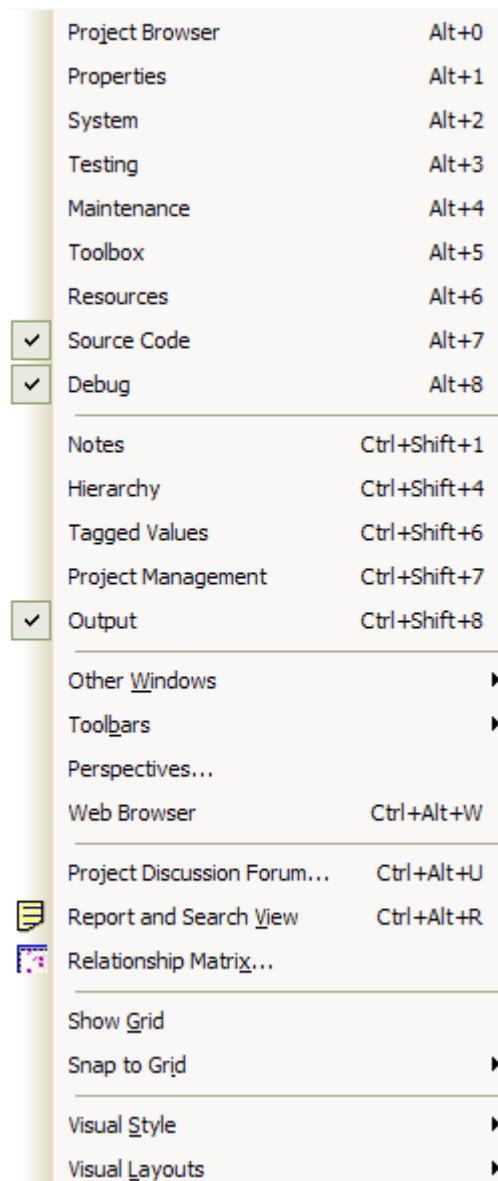 Project Browser Alt+0
Properties Alt+1
System Alt+2
Testing Alt+3
Maintenance Alt+4
Toolbox Alt+5
Resources Alt+6
Source Code Alt+7
Debug Alt+8
Notes Ctrl+Shift+1
Hierarchy Ctrl+Shift+4
Tagged Values Ctrl+Shift+6
Project Management Ctrl+Shift+7
Output Ctrl+Shift+8
Other Windows
Toolbars
Perspectives...
Web Browser Ctrl+Alt+W
Project Discussion Forum... Ctrl+Alt+U
Report and Search View Ctrl+Alt+R
Relationship Matrix...
Show Grid
Snap to Grid
Visual Style
Visual Layouts